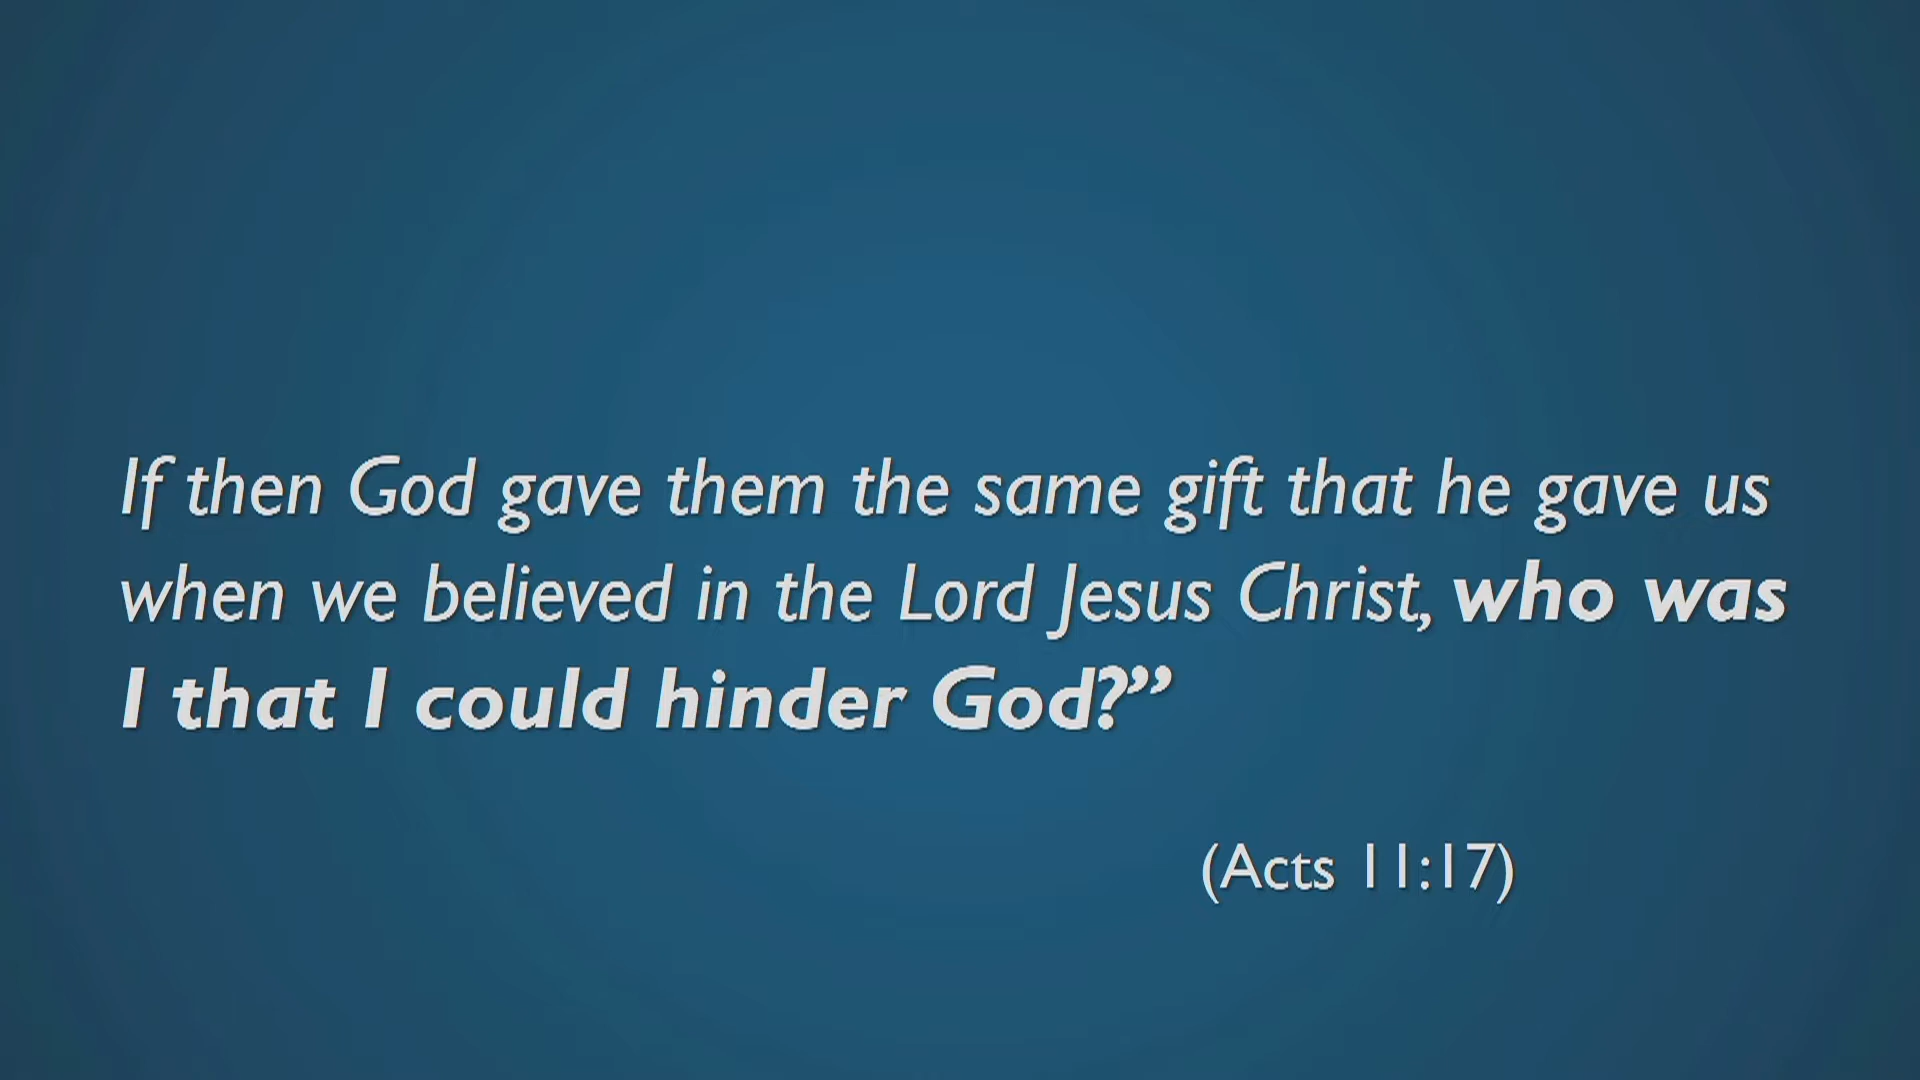 If then God gave them the same gift that he gave us
when we believed in the Lord Jesus Christ, who was
I that I could hinder God?”
(Acts 11:17)